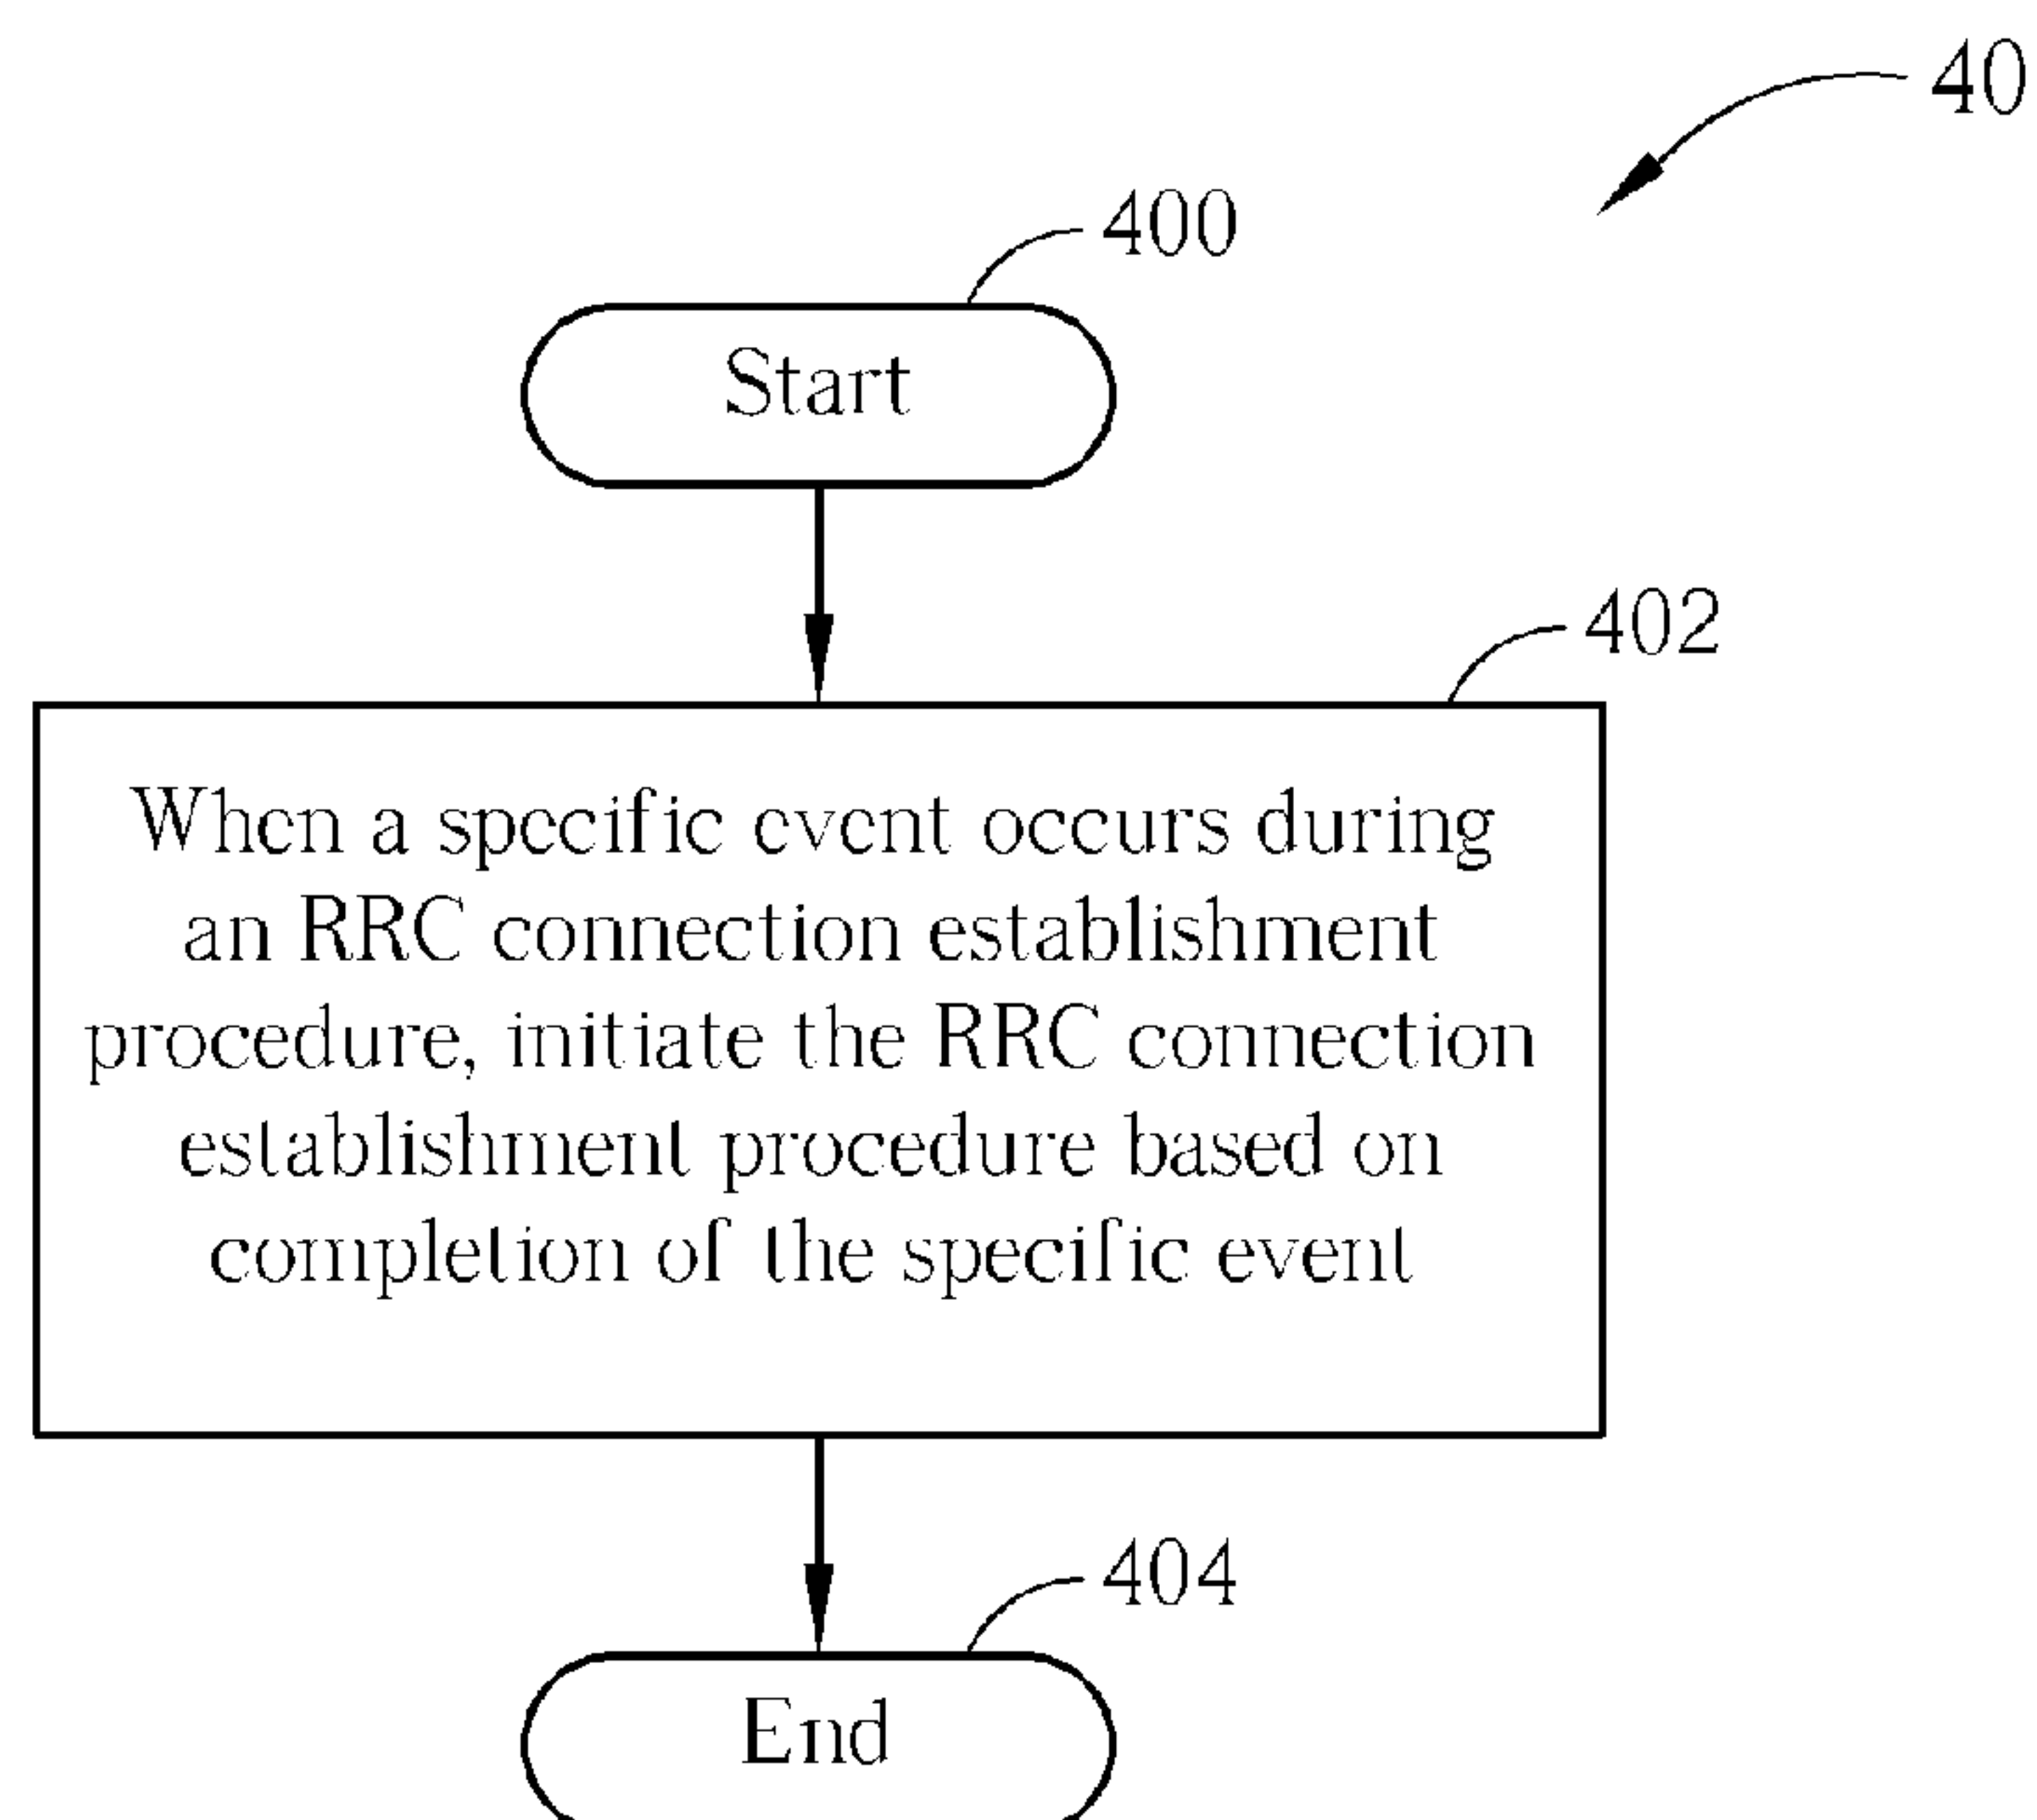 40
400
Start
402
When a specific event occurs during
an RRC connection establishment
procedure, initiate the RRC connection
establishment procedure based on
completion of the specific event
404
End